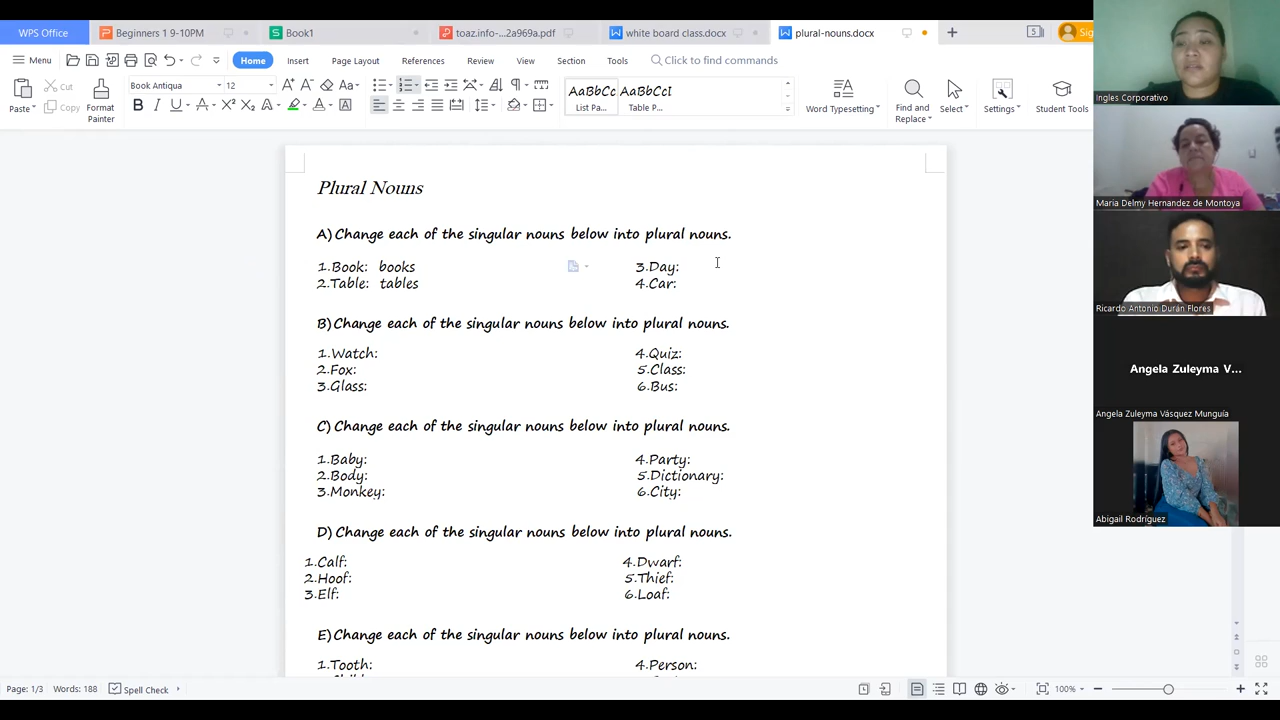 WPS Office
Beginners 1 9-10PM
Book1
toaz.info-...2a969a.pdf
white board class.docx
plural-nouns.docx
Menu
Home
Insert
Page Layout
References
Review
View
Section
Tools
Click to find commands
Paste
Cut
Copy
Format
Painter
Book Antiqua
12
AaBbCc
List Pa...
AaBbCcI
Table P...
Word Typesetting
Find and
Replace
Select
Settings
Student Tools
Plural Nouns
A) Change each of the singular nouns below into plural nouns.
1.Book: books
3.Day:
2.Table: tables
4.Car:
B) Change each of the singular nouns below into plural nouns.
1.Watch:
4.Quiz:
2.Fox:
5.Class:
3.Glass:
6.Bus:
C) Change each of the singular nouns below into plural nouns.
1.Baby:
4.Party:
2.Body:
5.Dictionary:
3.Monkey:
6.City:
D) Change each of the singular nouns below into plural nouns.
1.Calf:
4.Dwarf:
2.Hoof:
5.Thief:
3.Elf:
6.Loaf:
E) Change each of the singular nouns below into plural nouns.
1.Tooth:
4.Person:
Page: 1/3
Words: 188
Spell Check
100%
Ingles Corporativo
Maria Delmy Hernandez de Montoya
Ricardo Antonio Durán Flores
Angela Zuleyma V...
Angela Zuleyma Vásquez Munguía
Abigail Rodríguez